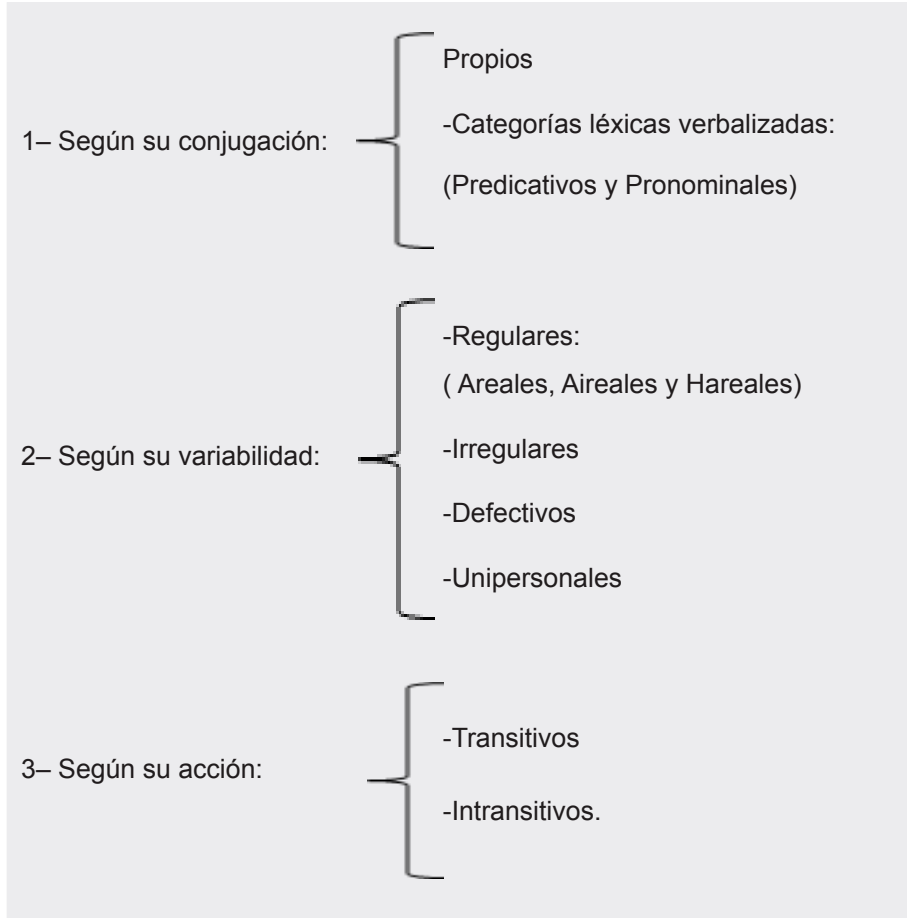 Propios
1– Según su conjugación:
-Categorías léxicas verbalizadas:
(Predicativos y Pronominales)
-Regulares:
( Areales, Aireales y Hareales)
2– Según su variabilidad:
-Irregulares
-Defectivos
-Unipersonales
-Transitivos
3– Según su acción:
-Intransitivos.